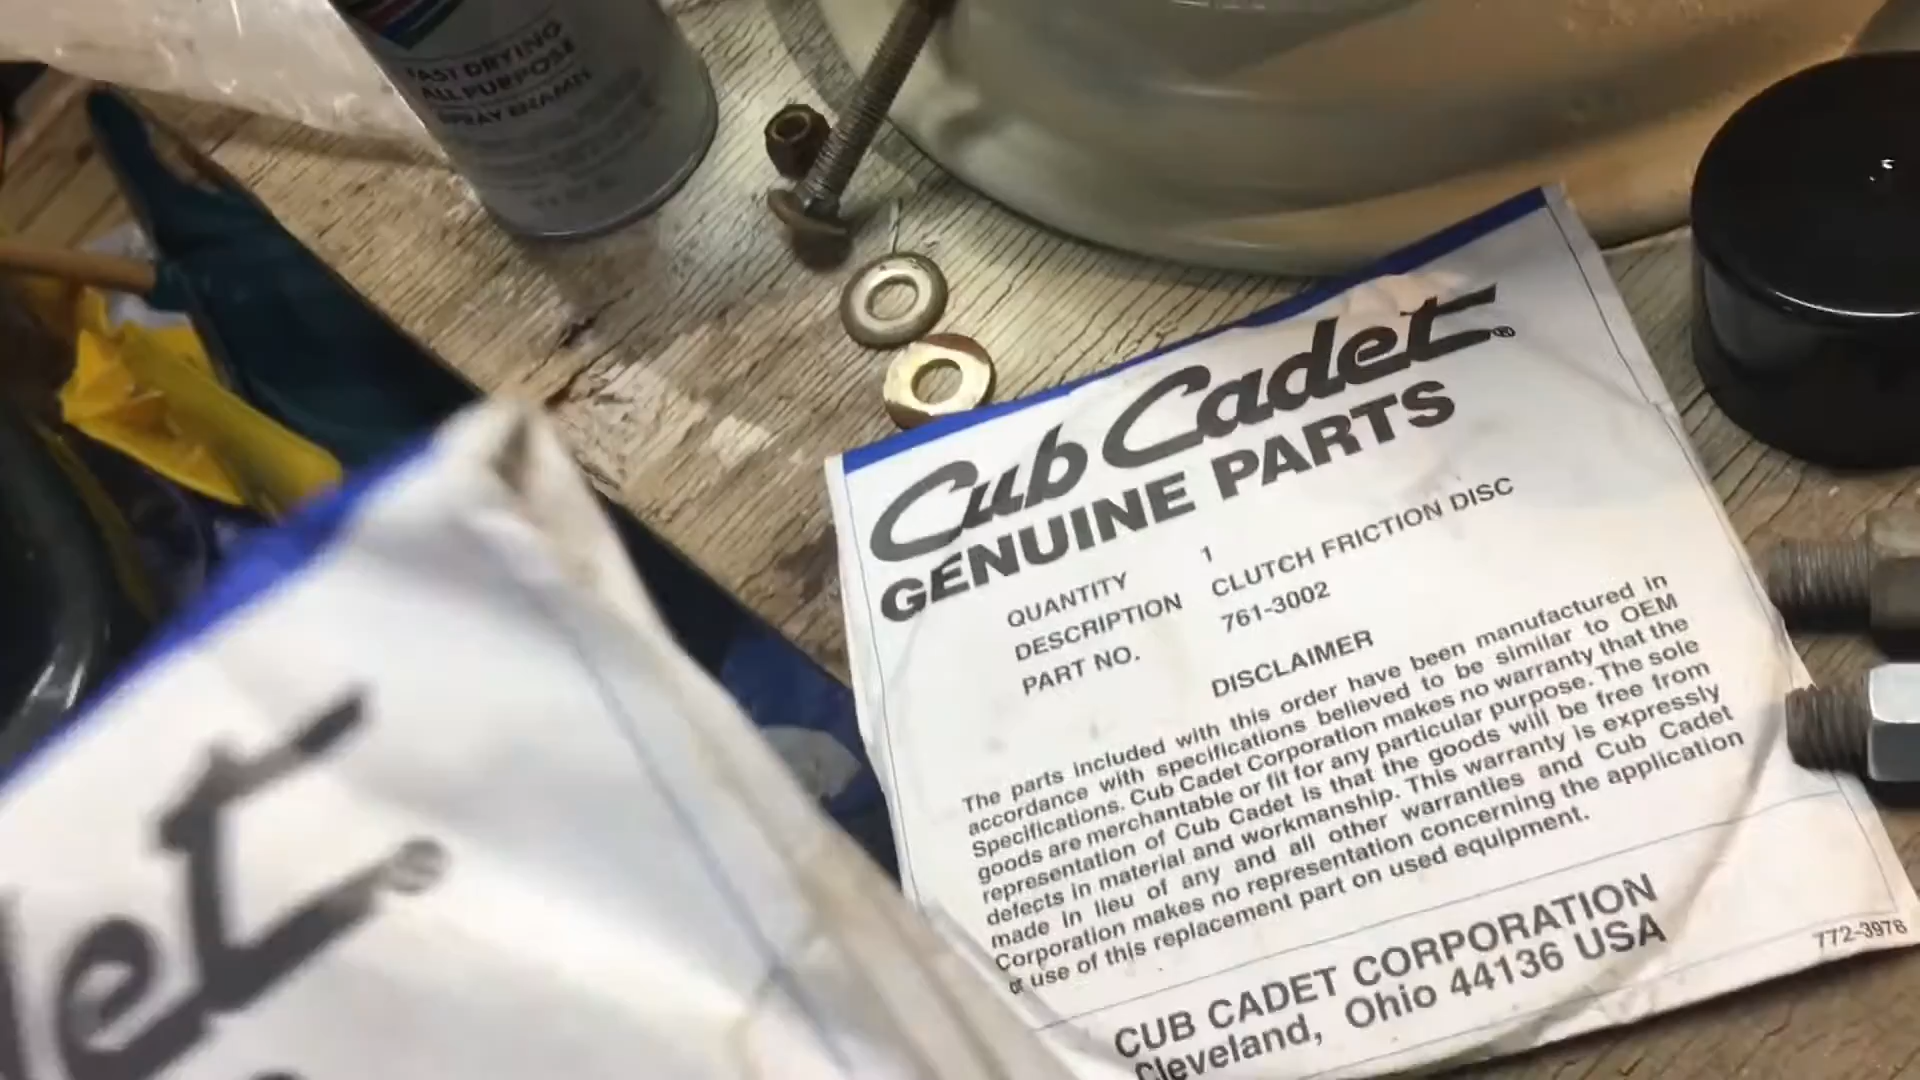 FAST DRYING
ALL PURPOSE
SPRAY ENAMEL
Cub Cadet®
GENUINE PARTS
QUANTITY 1
DESCRIPTION CLUTCH FRICTION DISC
PART NO. 761-3002
DISCLAIMER
The parts included with this order have been manufactured in
accordance with specifications believed to be similar to OEM
Specifications. Cub Cadet Corporation makes no warranty that the
goods are merchantable or fit for any particular purpose. The sole
representation of Cub Cadet is that the goods will be free from
defects in material and workmanship. This warranty is expressly
made in lieu of any and all other warranties and Cub Cadet
Corporation makes no representation concerning the application
or use of this replacement part on used equipment.
CUB CADET CORPORATION
Cleveland, Ohio 44136 USA
772-3976
det®